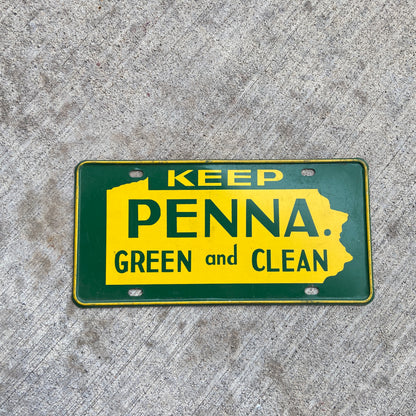 KEEP
PENNA.
GREEN and CLEAN